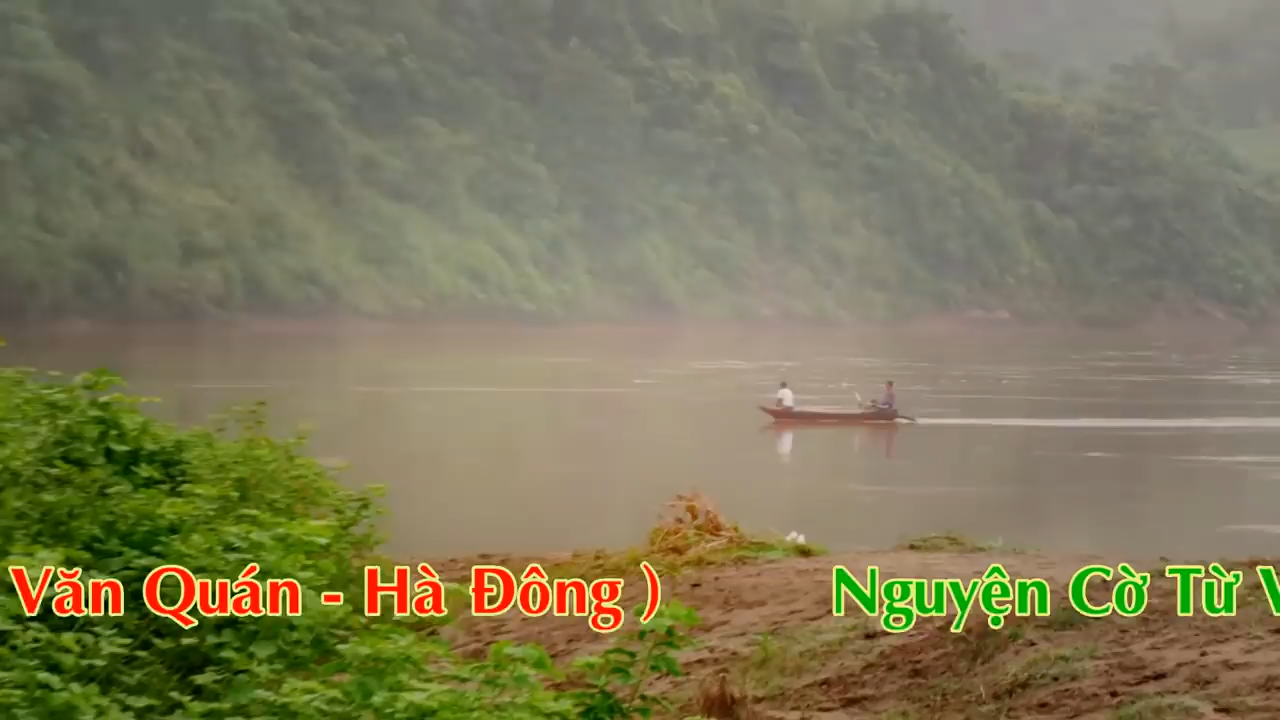 Văn Quán - Hà Đông ) Nguyện Cờ Từ